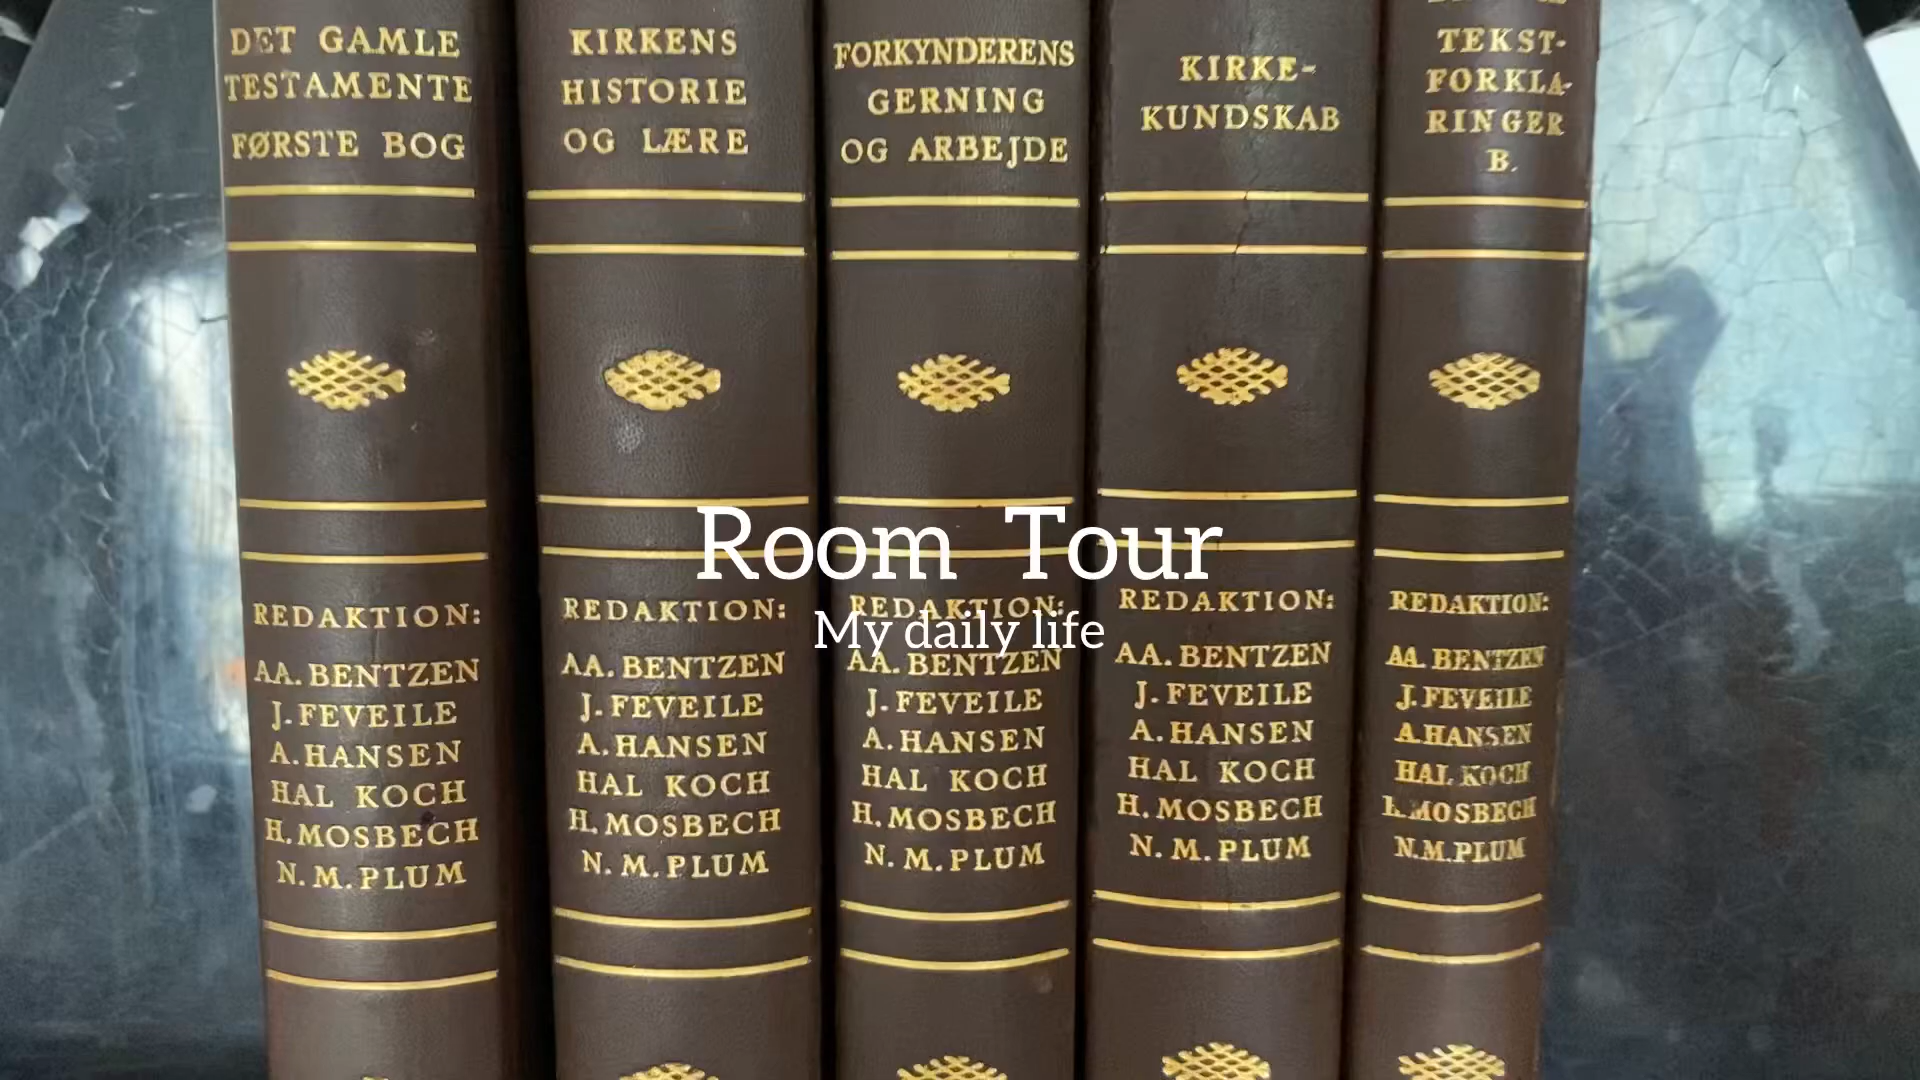 DET GAMLE
TESTAMENTE
FØRSTE BOG
REDAKTION:
AA. BENTZEN
J. FEVEILE
A. HANSEN
HAL KOCH
H. MOSBECH
N. M. PLUM
KIRKENS
HISTORIE
OG LÆRE
REDAKTION:
AA. BENTZEN
J. FEVEILE
A. HANSEN
HAL KOCH
H. MOSBECH
N. M. PLUM
FORKYNDERENS
GERNING
OG ARBEJDE
REDAKTION:
AA. BENTZEN
J. FEVEILE
A. HANSEN
HAL KOCH
H. MOSBECH
N. M. PLUM
KIRKE-
KUNDSKAB
REDAKTION:
AA. BENTZEN
J. FEVEILE
A. HANSEN
HAL KOCH
H. MOSBECH
N. M. PLUM
TEKST-
FORKLA-
RINGER
B.
REDAKTION:
AA. BENTZEN
J. FEVEILE
A. HANSEN
HAL KOCH
H. MOSBECH
N. M. PLUM
Room Tour
My daily life